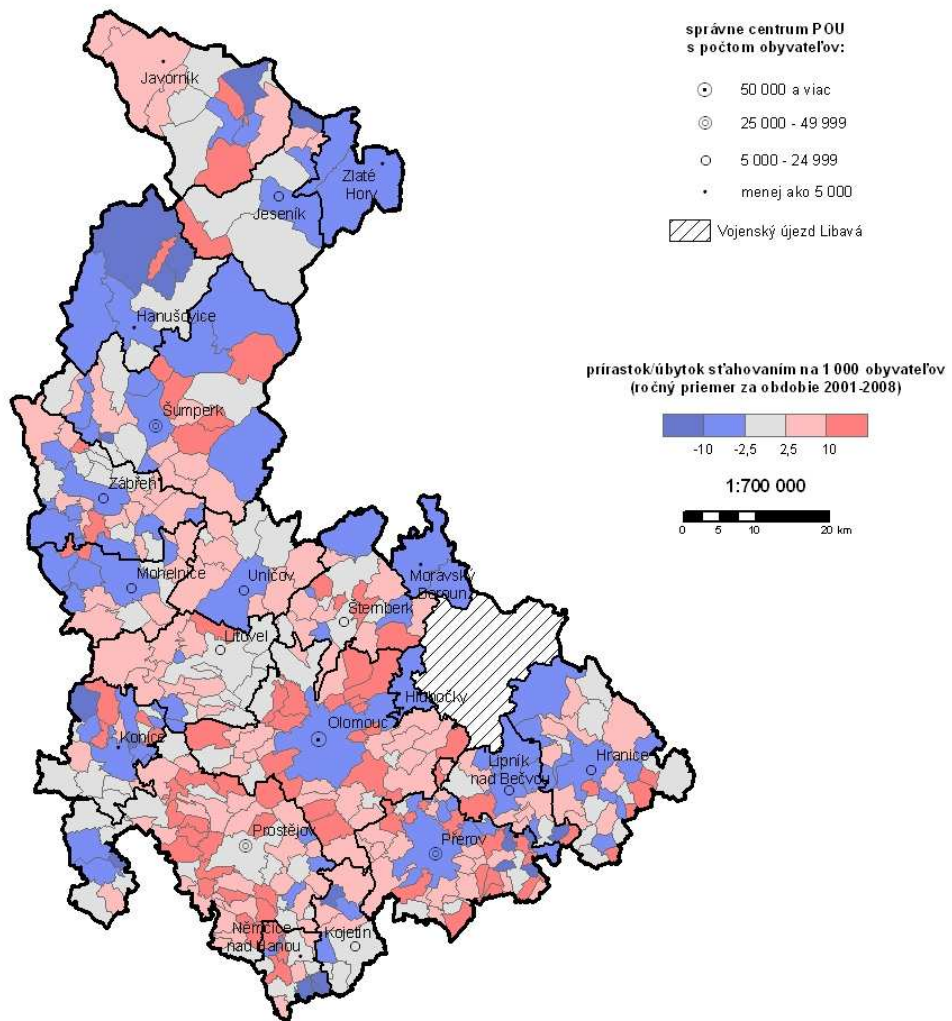 správne centrum POU
s počtom obyvateľov:
50 000 a viac
25 000 - 49 999
5 000 - 24 999
menej ako 5 000
Vojenský újezd Libavá
prírastok/úbytok sťahovaním na 1 000 obyvateľov
(ročný priemer za obdobie 2001-2008)
-10 -2,5 2,5 10
1:700 000
0 5 10 20 km
Javorník
Zlaté
Hory
Jeseník
Hanušovice
Šumperk
Zábřeh
Mohelnice
Uničov
Moravský
Beroun
Šternberk
Litovel
Hlubočky
Olomouc
Konice
Lipník
nad Bečvou
Hranice
Prostějov
Přerov
Němčice
nad Hanou
Kojetín